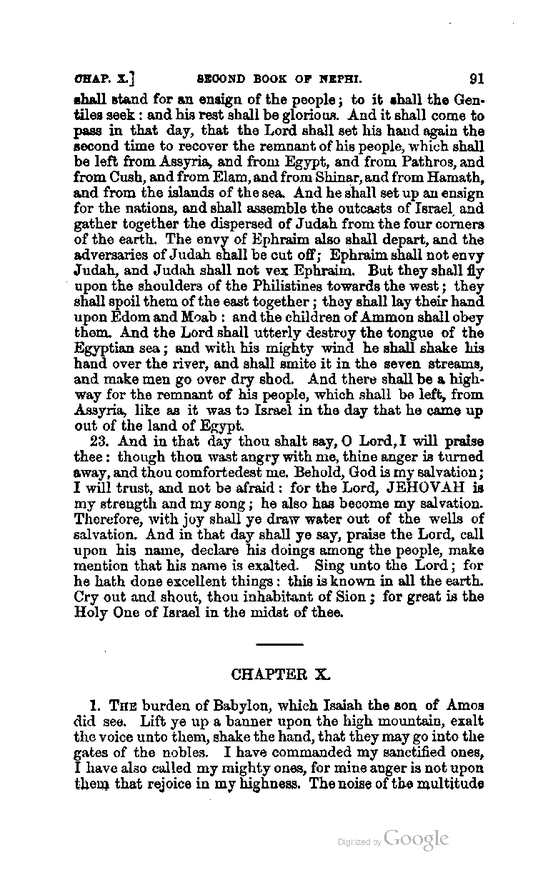 CHAP. X.] SECOND BOOK OF NEPHI. 91
shall stand for an ensign of the people; to it shall the Gen-
tiles seek: and his rest shall be glorious. And it shall come to
pass in that day, that the Lord shall set his hand again the
second time to recover the remnant of his people, which shall
be left from Assyria, and from Egypt, and from Pathros, and
from Cush, and from Elam, and from Shinar, and from Hamath,
and from the islands of the sea. And he shall set up an ensign
for the nations, and shall assemble the outcasts of Israel, and
gather together the dispersed of Judah from the four corners
of the earth. The envy of Ephraim also shall depart, and the
adversaries of Judah shall be cut off; Ephraim shall not envy
Judah, and Judah shall not vex Ephraim. But they shall fly
upon the shoulders of the Philistines towards the west; they
shall spoil them of the east together; they shall lay their hand
upon Edom and Moab: and the children of Ammon shall obey
them. And the Lord shall utterly destroy the tongue of the
Egyptian sea; and with his mighty wind he shall shake his
hand over the river, and shall smite it in the seven streams,
and make men go over dry shod. And there shall be a high-
way for the remnant of his people, which shall be left, from
Assyria, like as it was to Israel in the day that he came up
out of the land of Egypt.
23. And in that day thou shalt say, O Lord, I will praise
thee: though thou wast angry with me, thine anger is turned
away, and thou comfortedest me. Behold, God is my salvation;
I will trust, and not be afraid: for the Lord, JEHOVAH is
my strength and my song; he also has become my salvation.
Therefore, with joy shall ye draw water out of the wells of
salvation. And in that day shall ye say, praise the Lord, call
upon his name, declare his doings among the people, make
mention that his name is exalted. Sing unto the Lord; for
he hath done excellent things: this is known in all the earth.
Cry out and shout, thou inhabitant of Sion; for great is the
Holy One of Israel in the midst of thee.
CHAPTER X.
1. THE burden of Babylon, which Isaiah the son of Amos
did see. Lift ye up a banner upon the high mountain, exalt
the voice unto them, shake the hand, that they may go into the
gates of the nobles. I have commanded my sanctified ones,
I have also called my mighty ones, for mine anger is not upon
them that rejoice in my highness. The noise of the multitude
Digitized by Google